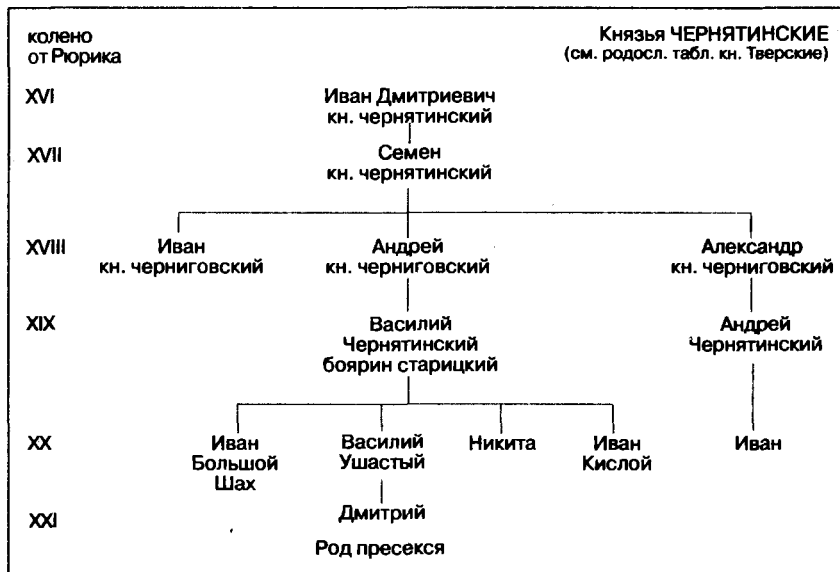 колено
от Рюрика
Князья ЧЕРНЯТИНСКИЕ
(см. родосл. табл. кн. Тверские)
XVI
Иван Дмитриевич
кн. чернятинский
XVII
Семен
кн. чернятинский
XVIII
Иван
кн. черниговский
Андрей
кн. черниговский
Александр
кн. черниговский
XIX
Василий
Чернятинский
боярин старицкий
Андрей
Чернятинский
XX
Иван
Большой
Шах
Василий
Ушастый
Никита
Иван
Кислой
Иван
XXI
Дмитрий
Род пресекся